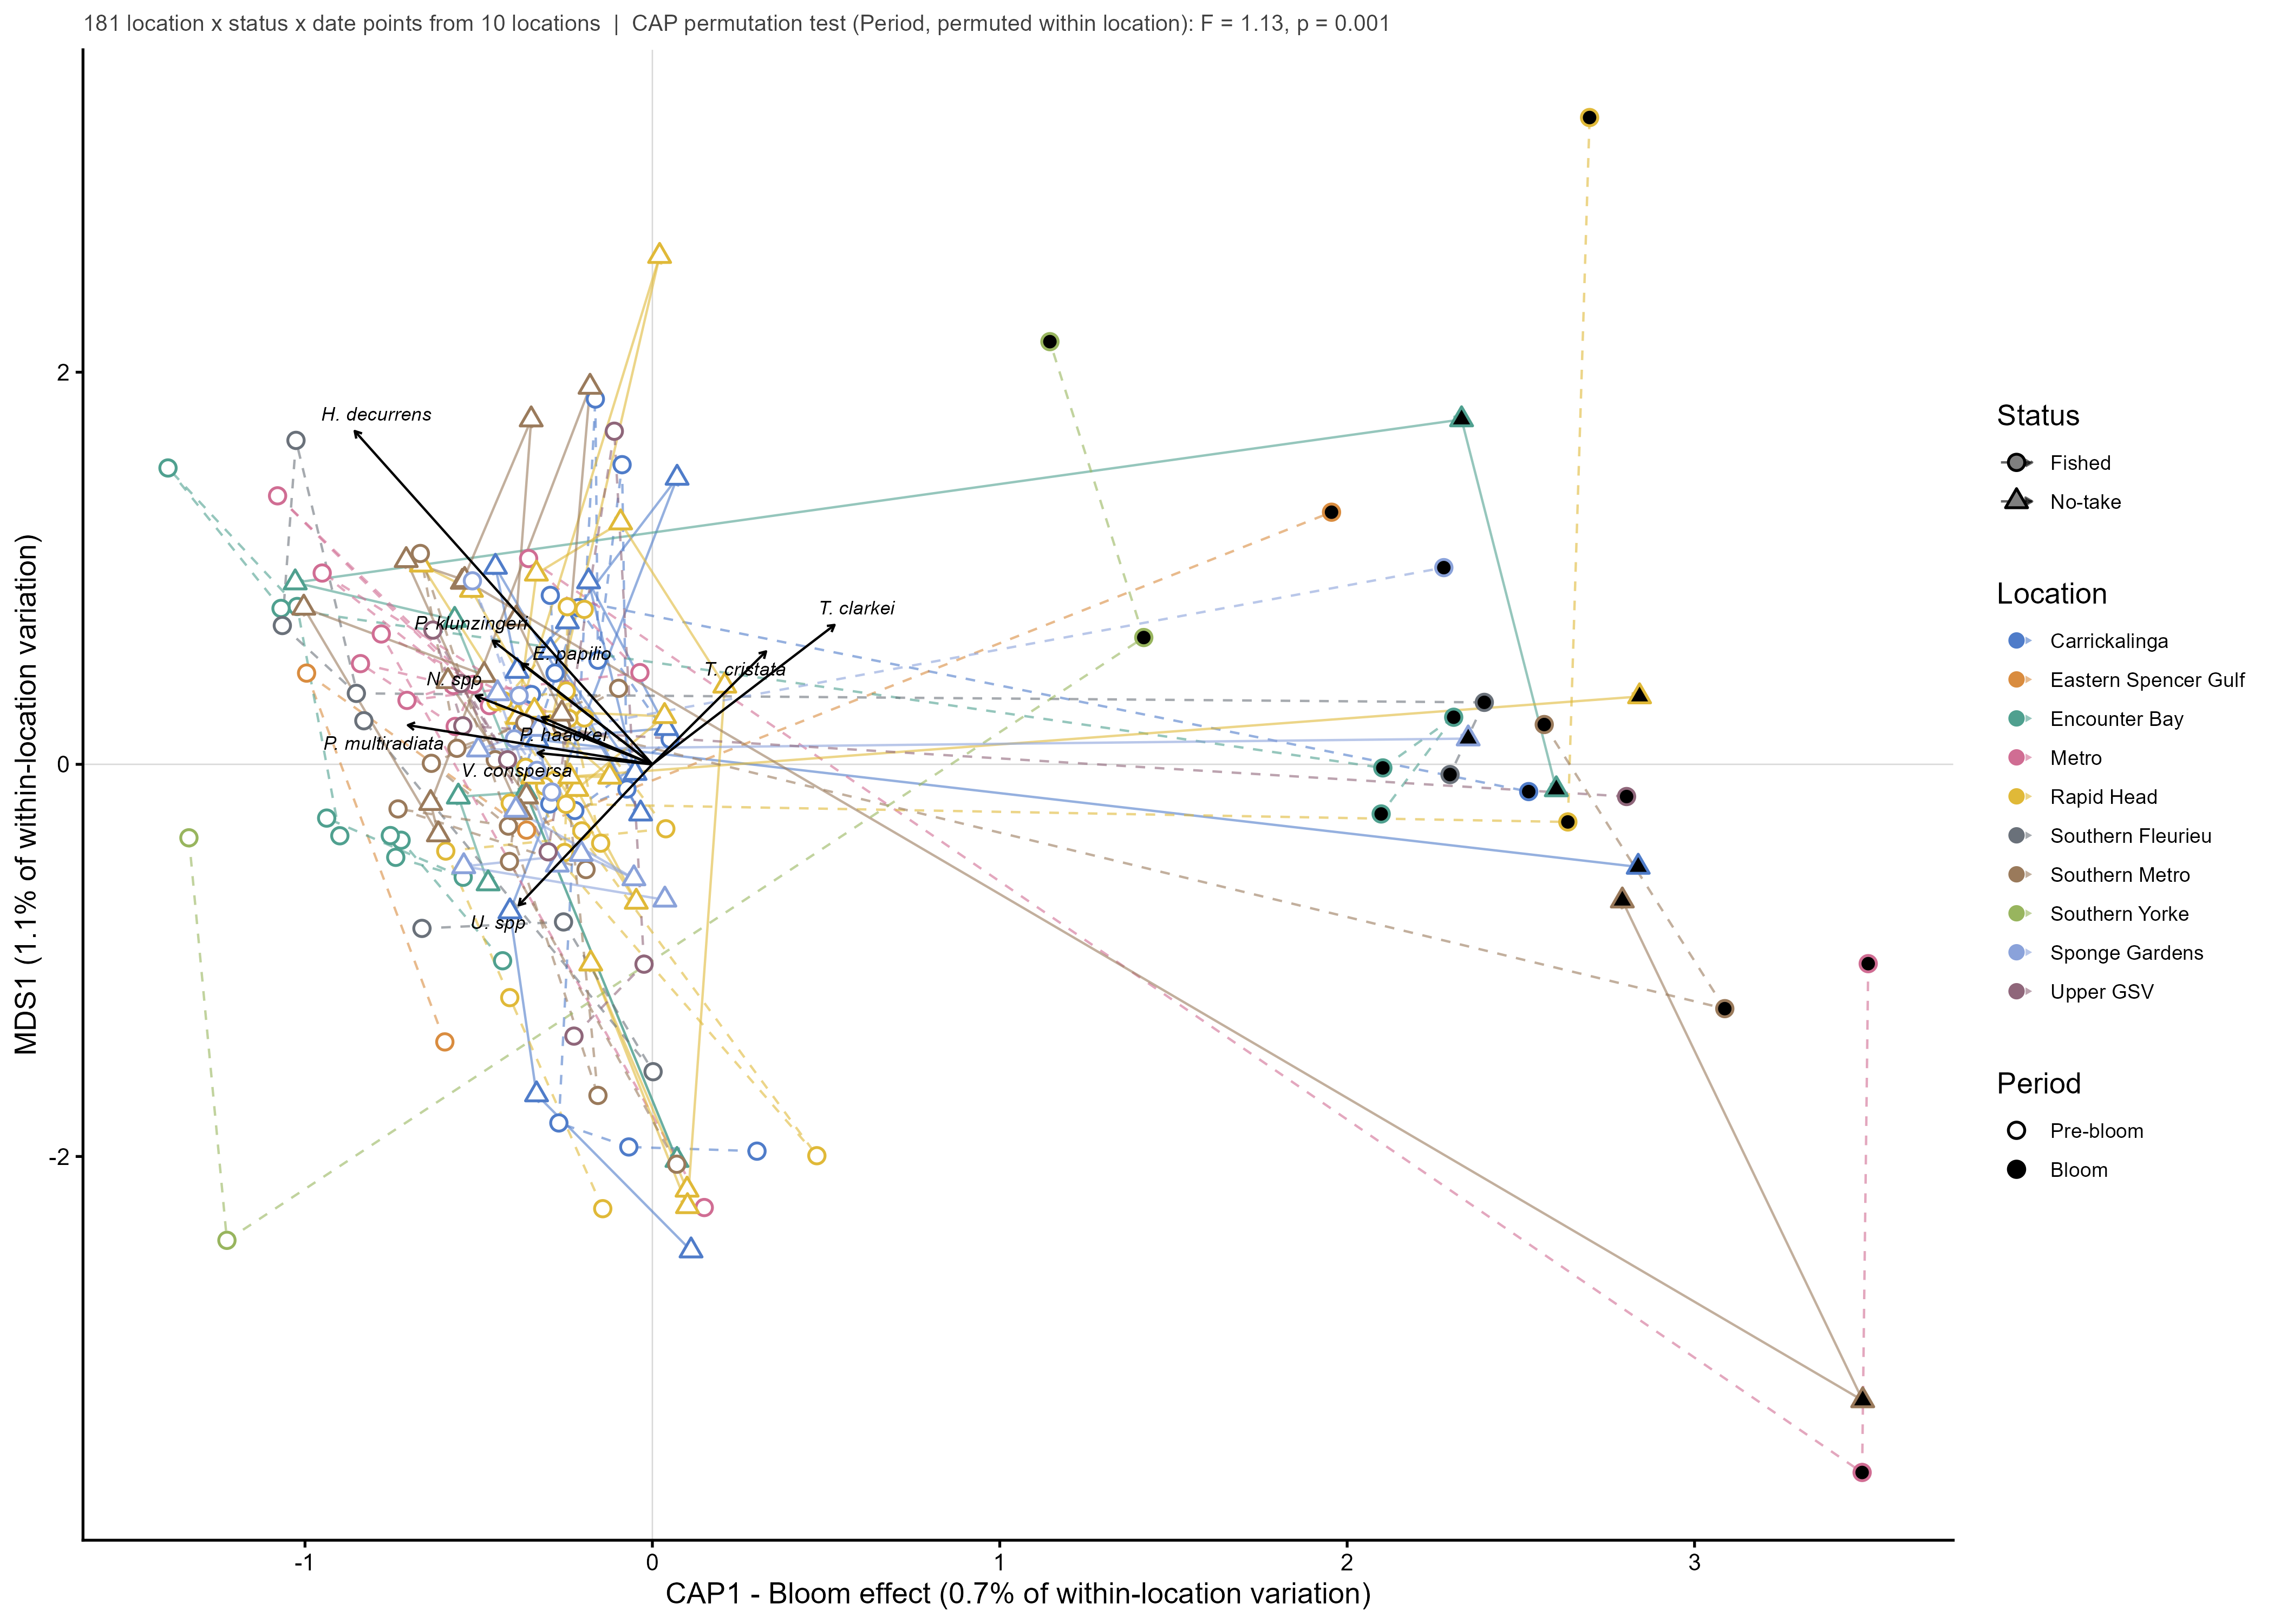 181 location x status x date points from 10 locations | CAP permutation test (Period, permuted within location): F = 1.13, p = 0.001
MDS1 (1.1% of within-location variation)
2
0
-2
H. decurrens
T. clarkei
P. klunzingeri
E. papilio
T. cristata
N. spp
P. haackei
P. multiradiata
V. conspersa
U. spp
-1
0
1
2
3
CAP1 - Bloom effect (0.7% of within-location variation)
Status
Fished
No-take
Location
Carrickalinga
Eastern Spencer Gulf
Encounter Bay
Metro
Rapid Head
Southern Fleurieu
Southern Metro
Southern Yorke
Sponge Gardens
Upper GSV
Period
Pre-bloom
Bloom